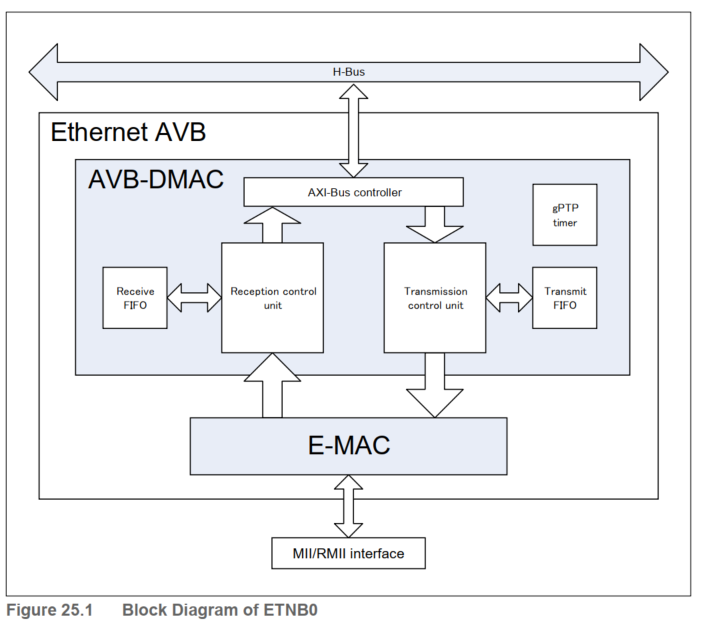 H-Bus
Ethernet AVB
AVB-DMAC
AXI-Bus controller
gPTP
timer
Receive
FIFO
Reception control
unit
Transmission
control unit
Transmit
FIFO
E-MAC
MII/RMII interface
Figure 25.1 Block Diagram of ETNB0